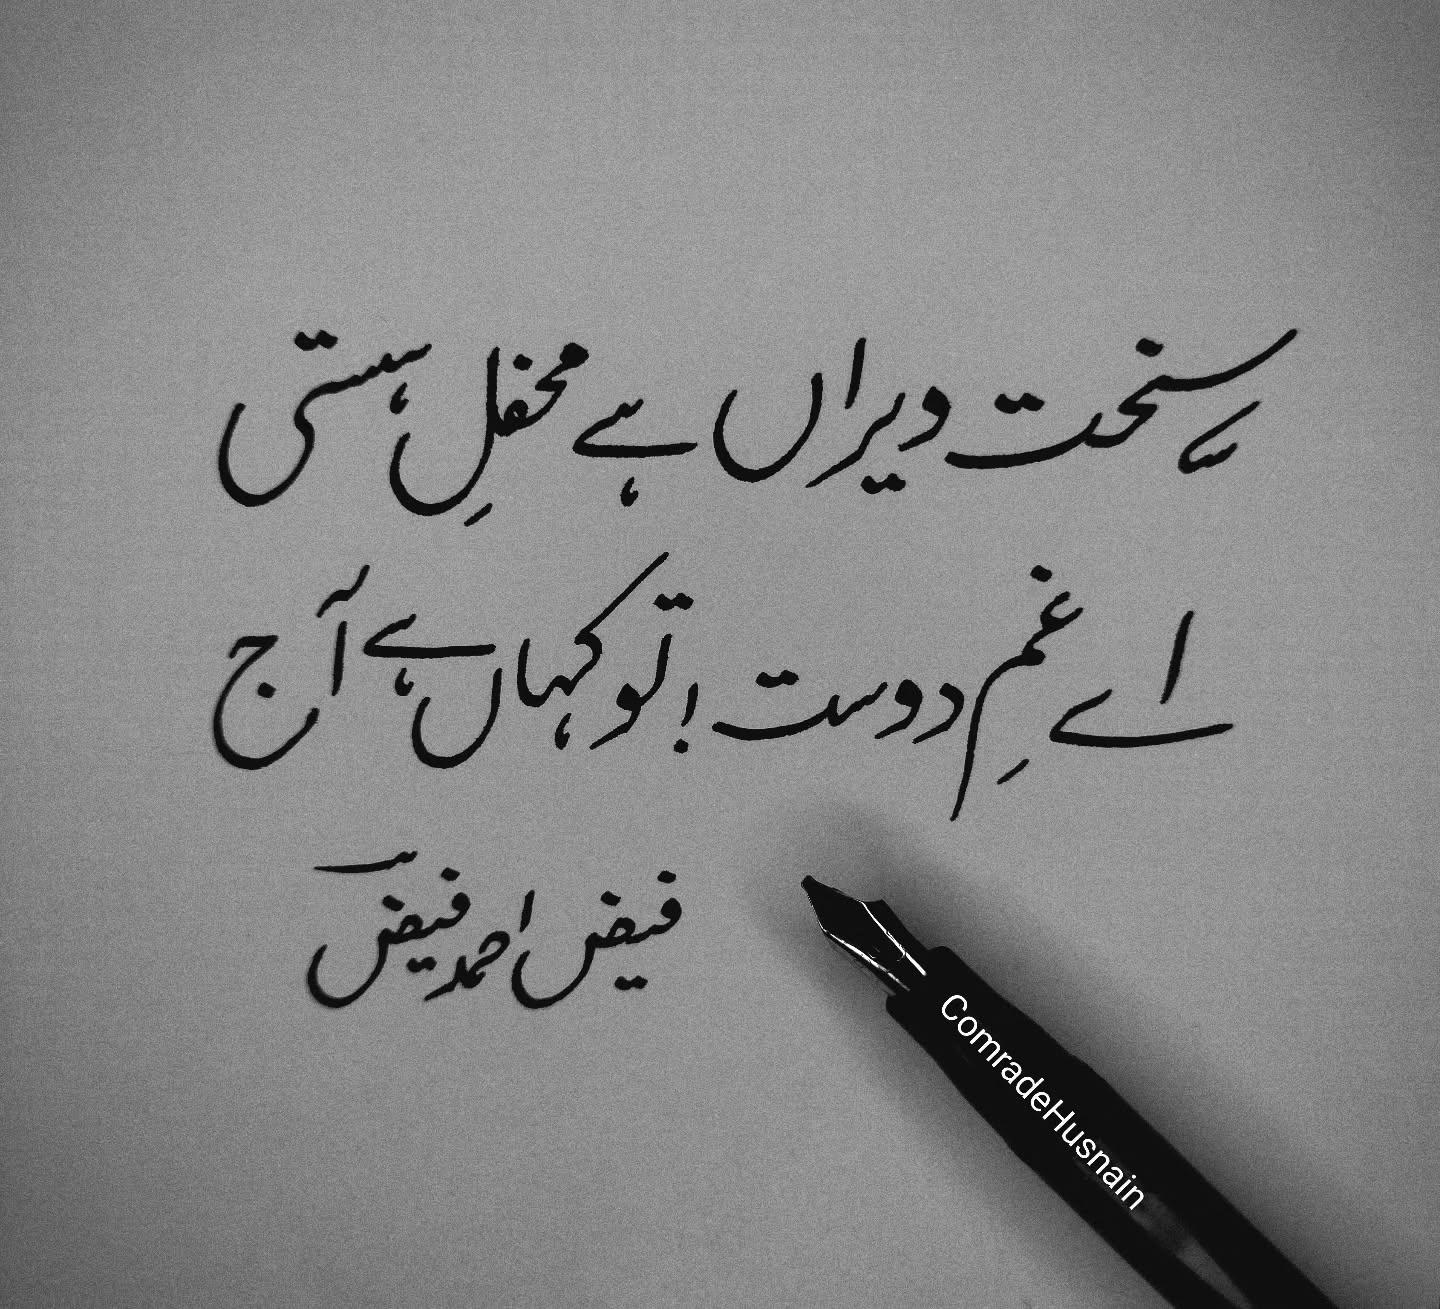 سخت ویراں ہے محفلِ ہستی
اے غمِ دوست! تو کہاں ہے آج
فیض احمد فیضؔ
ComradeHusnain